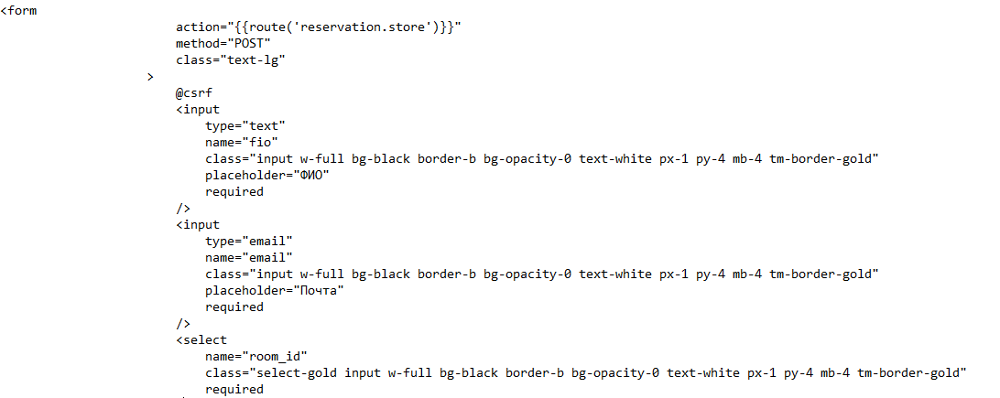 <form
action="{{route('reservation.store')}}"
method="POST"
class="text-lg"
>
@csrf
<input
type="text"
name="fio"
class="input w-full bg-black border-b bg-opacity-0 text-white px-1 py-4 mb-4 tm-border-gold"
placeholder="ФИО"
required
/>
<input
type="email"
name="email"
class="input w-full bg-black border-b bg-opacity-0 text-white px-1 py-4 mb-4 tm-border-gold"
placeholder="Почта"
required
/>
<select
name="room_id"
class="select-gold input w-full bg-black border-b bg-opacity-0 text-white px-1 py-4 mb-4 tm-border-gold"
required